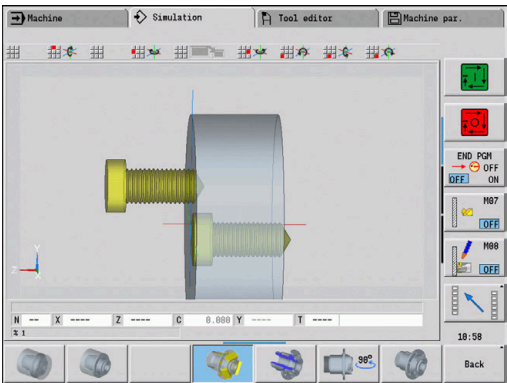 Machine
Simulation
Tool editor
Machine par.
END PGM
OFF
OFF ON
M07
OFF
M08
OFF
Y
Z
N -- X ---- Z ---- C 0.000 Y ---- T ----
% 1
10:58
90°
Back